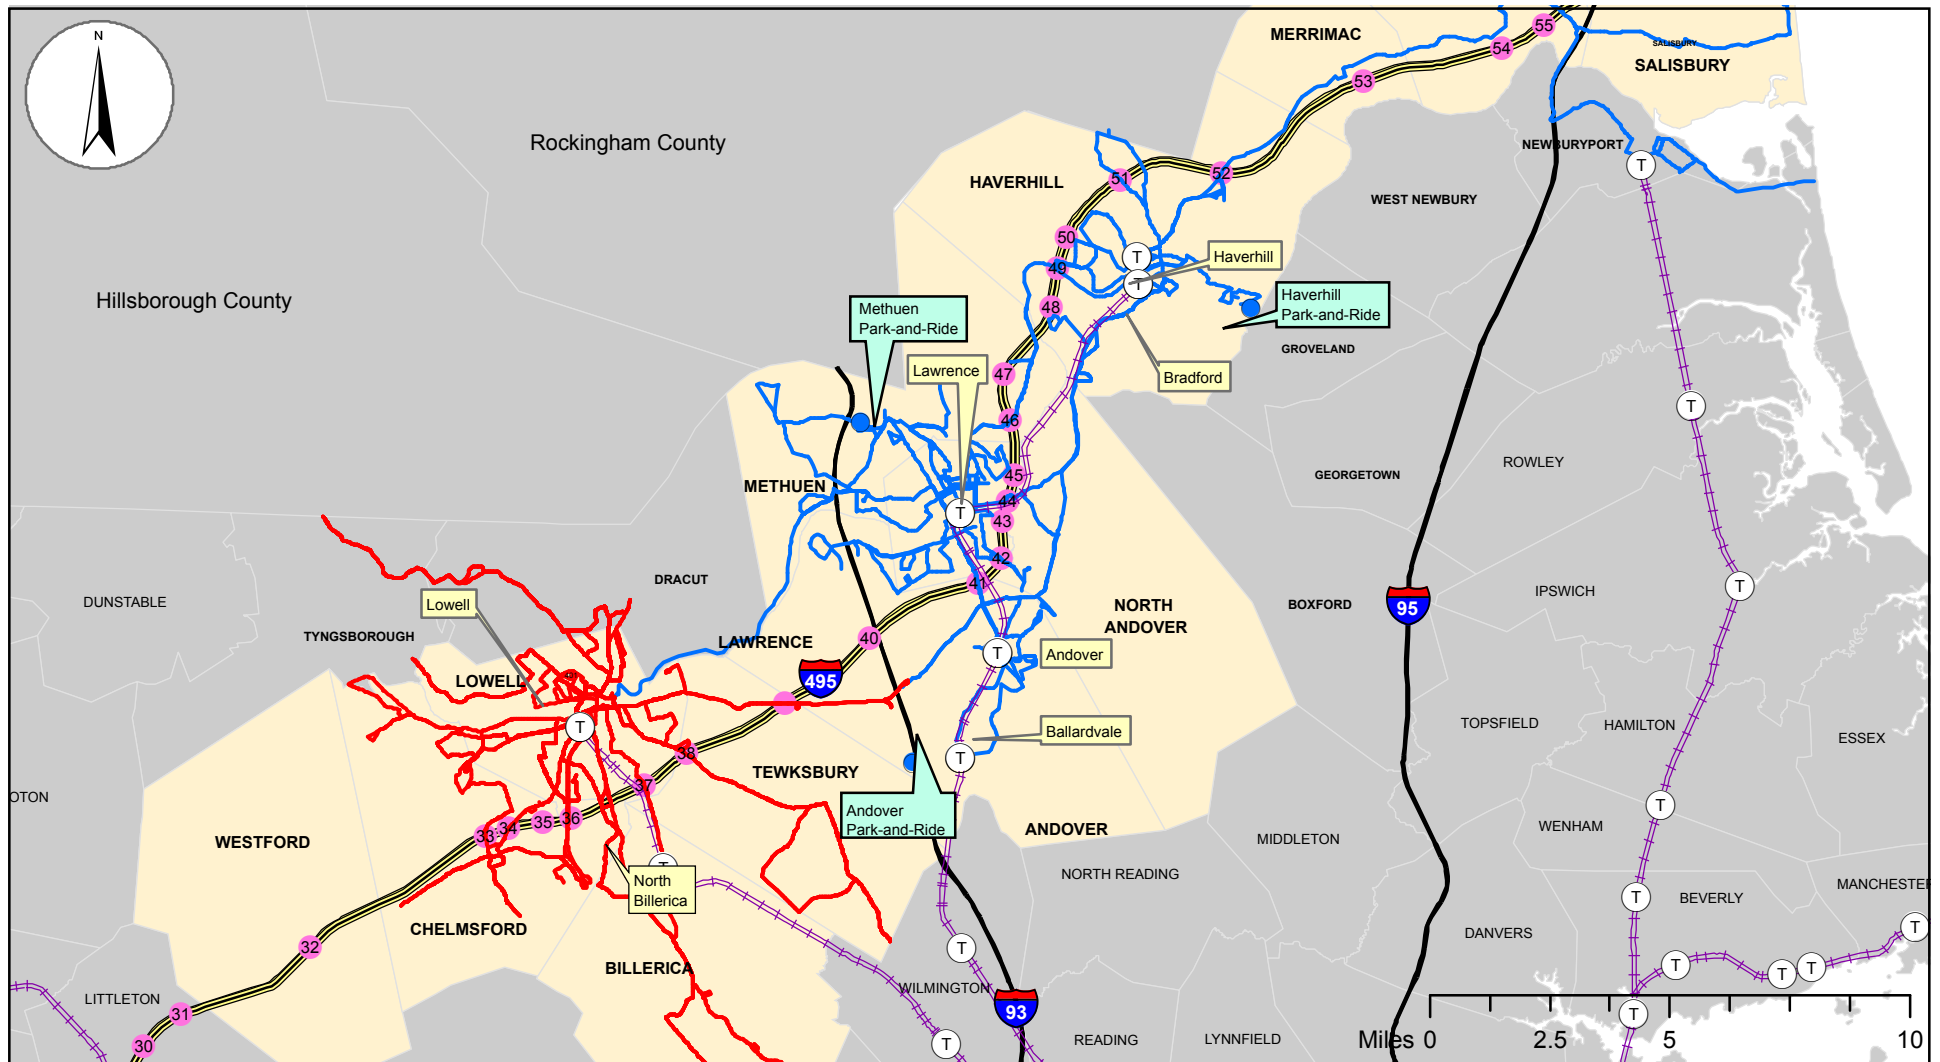 N
MERRIMAC
55
54
SALISBURY
SALISBURY
53
Rockingham County
NEWBURYPORT
T
HAVERHILL
51
52
WEST NEWBURY
50
T
Haverhill
49
T
Hillsborough County
48
Methuen
Park-and-Ride
Haverhill
Park-and-Ride
GROVELAND
Lawrence
47
Bradford
46
T
45
GEORGETOWN
ROWLEY
METHUEN
44
T
43
42
41
DRACUT
T
IPSWICH
DUNSTABLE
Lowell
NORTH
ANDOVER
BOXFORD
95
TYNGSBOROUGH
LAWRENCE
40
T
Andover
LOWELL
495
T
38
Ballardvale
T
TOPSFIELD
HAMILTON
ESSEX
TEWKSBURY
37
OTON
Andover
Park-and-Ride
T
33
34
35
36
WESTFORD
ANDOVER
MIDDLETON
WENHAM
T
North
Billerica
NORTH READING
BEVERLY
MANCHESTER
T
CHELMSFORD
DANVERS
T
32
T
BILLERICA
T
T
T
WILMINGTON
LITTLETON
31
93
T
30
T
READING
LYNNFIELD
Miles 0
2.5
5
10